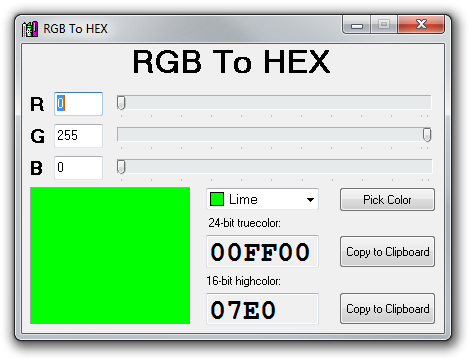 RGB To HEX
RGB To HEX
R 0
G 255
B 0
Lime Pick Color
24-bit truecolor:
00FF00 Copy to Clipboard
16-bit highcolor:
07E0 Copy to Clipboard